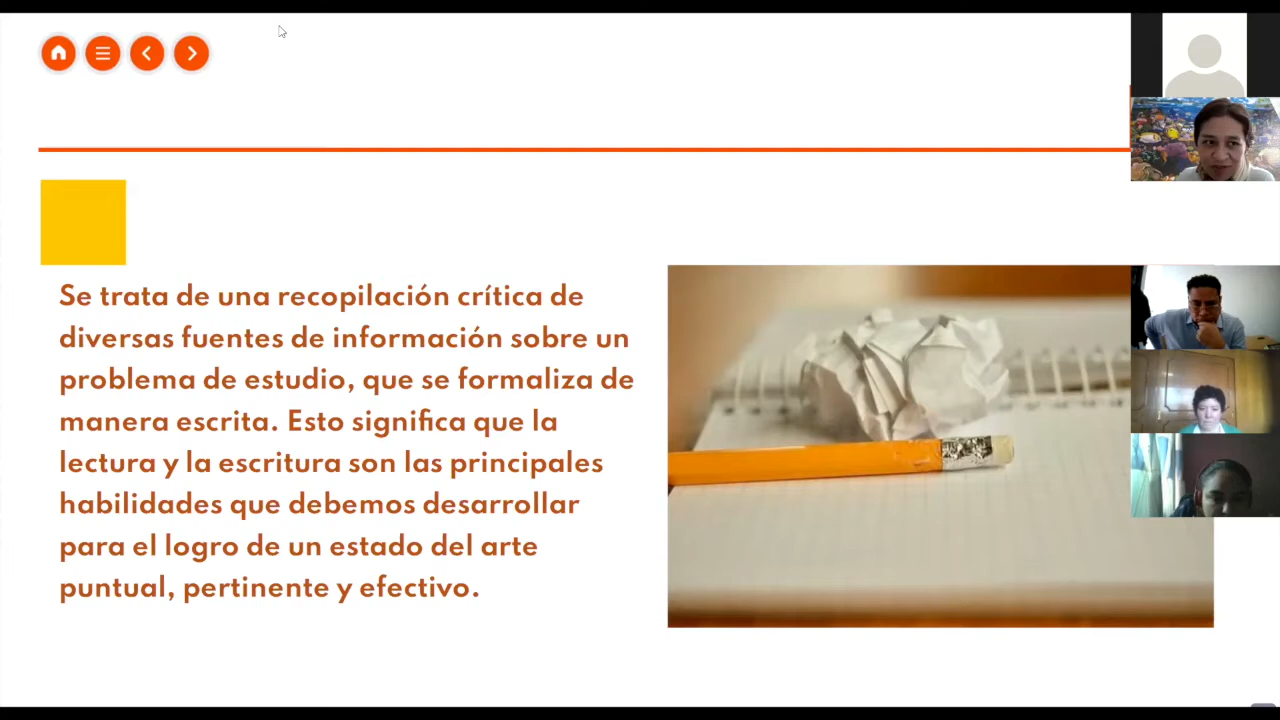 Se trata de una recopilación crítica de
diversas fuentes de información sobre un
problema de estudio, que se formaliza de
manera escrita. Esto significa que la
lectura y la escritura son las principales
habilidades que debemos desarrollar
para el logro de un estado del arte
puntual, pertinente y efectivo.